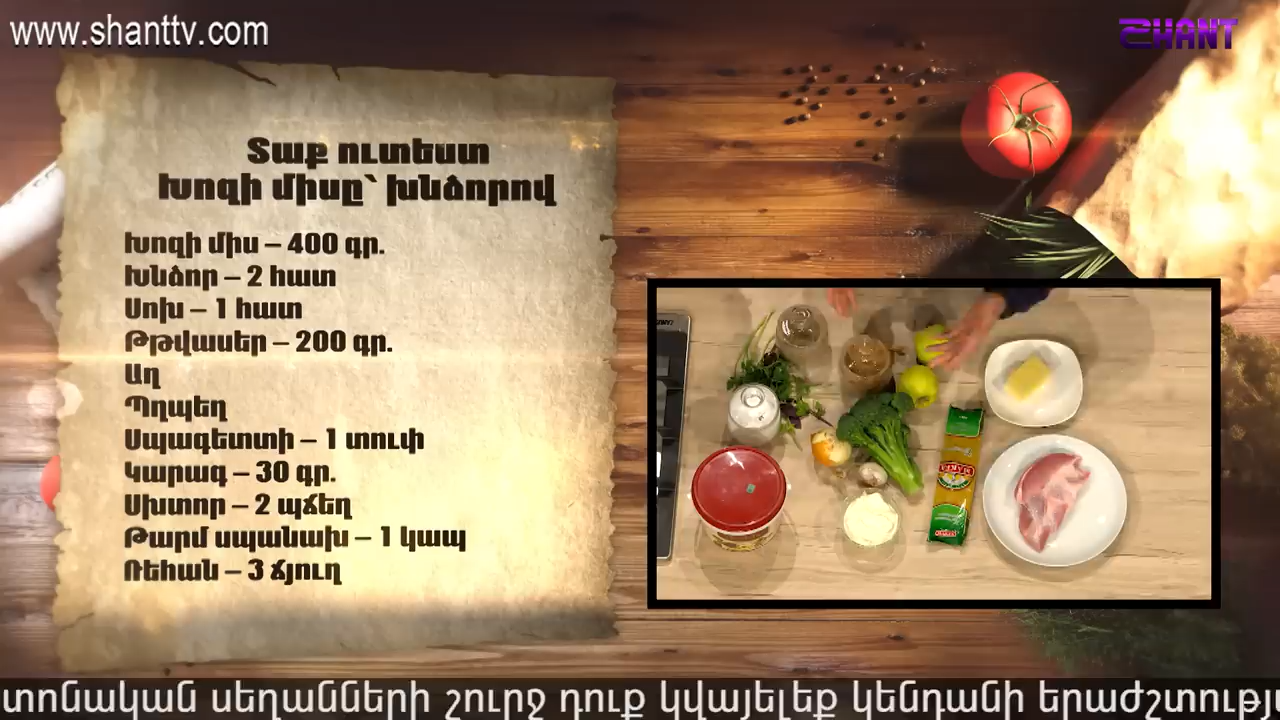 www.shanttv.com
SHANT
Տաք ուտեստ
Խոզի միսը՝ խնձորով
Խոզի միս – 400 գր.
Խնձոր – 2 հատ
Սոխ – 1 հատ
Թթվասեր – 200 գր.
Աղ
Պղպեղ
Սպագետտի – 1 տուփ
Կարագ – 30 գր.
Սխտոր – 2 պճեղ
Թարմ սպանախ – 1 կապ
Ռեհան – 3 ճյուղ
տոնական սեղանների շուրջ դուք կվայելեք կենդանի երաժշտությա